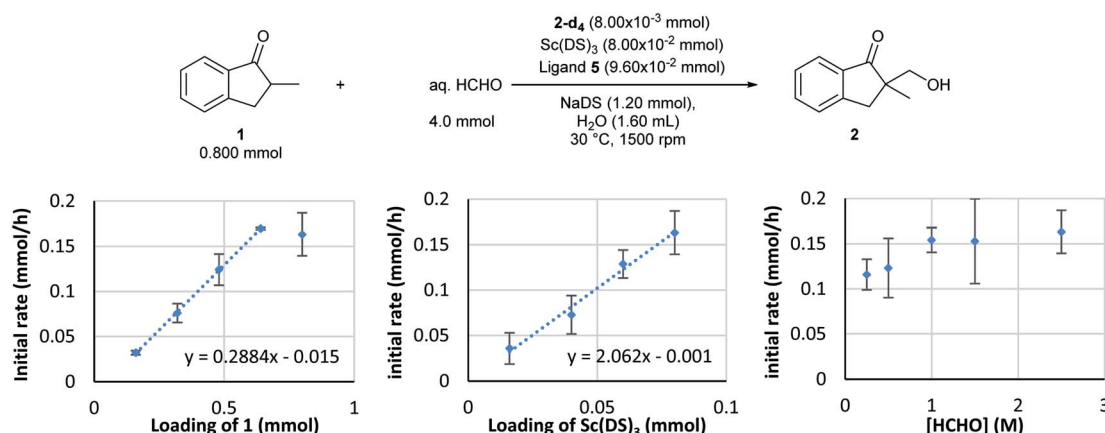 2-d4 (8.00x10-3 mmol)
Sc(DS)3 (8.00x10-2 mmol)
Ligand 5 (9.60x10-2 mmol)
O
+
aq. HCHO
NaDS (1.20 mmol),
H2O (1.60 mL)
30 °C, 1500 rpm
O
OH
1
0.800 mmol
4.0 mmol
2
Initial rate (mmol/h)
0.2
0.15
0.1
0.05
0
y = 0.2884x - 0.015
0 0.5 1
Loading of 1 (mmol)
initial rate (mmol/h)
0.2
0.15
0.1
0.05
0
y = 2.062x - 0.001
0 0.05 0.1
Loading of Sc(DS)3 (mmol)
initial rate (mmol/h)
0.2
0.15
0.1
0.05
0
0 1 2 3
[HCHO] (M)